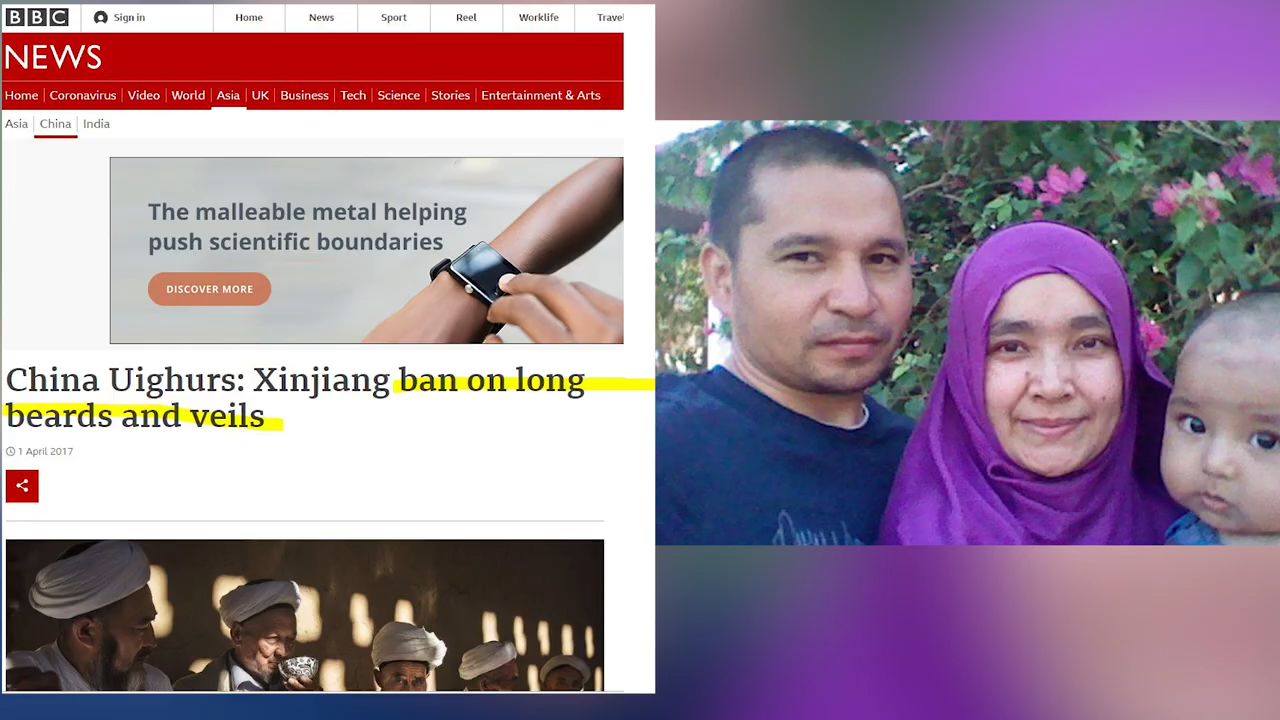 BBC
Sign in
Home
News
Sport
Reel
Worklife
Travel
NEWS
Home
Coronavirus
Video
World
Asia
UK
Business
Tech
Science
Stories
Entertainment & Arts
Asia
China
India
The malleable metal helping
push scientific boundaries
DISCOVER MORE
China Uighurs: Xinjiang ban on long
beards and veils
1 April 2017